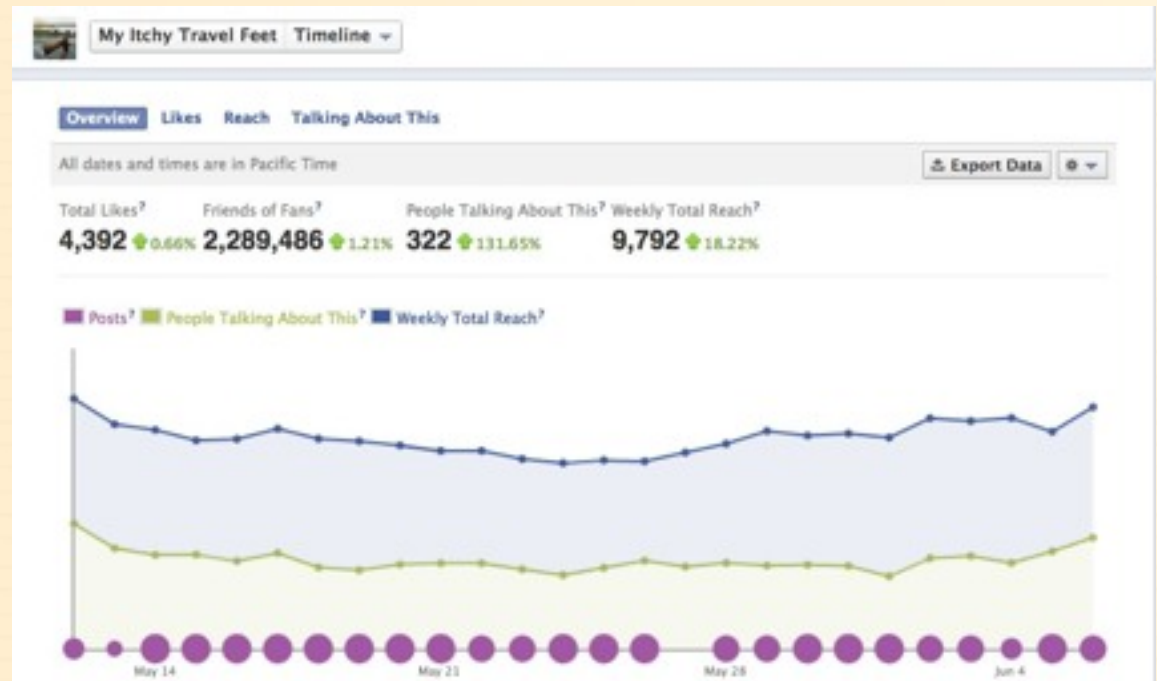 My Itchy Travel Feet Timeline
Overview Likes Reach Talking About This
All dates and times are in Pacific Time Export Data
Total Likes? Friends of Fans? People Talking About This? Weekly Total Reach?
4,392 0.66% 2,289,486 1.21% 322 131.65% 9,792 18.22%
Posts? People Talking About This? Weekly Total Reach?
May 14 May 21 May 28 Jun 4